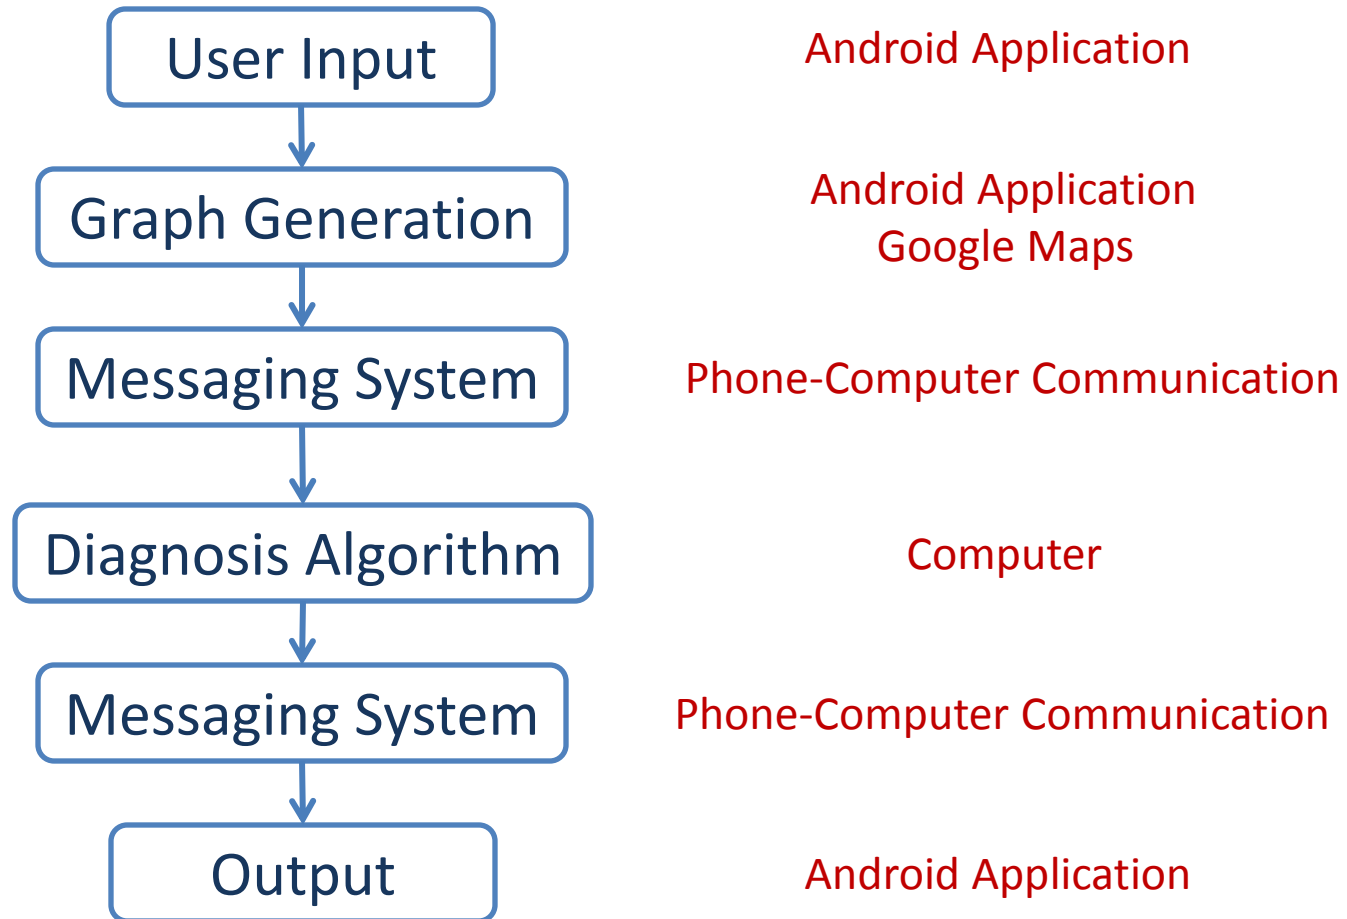 User Input
Android Application
Graph Generation
Android Application
Google Maps
Messaging System
Phone-Computer Communication
Diagnosis Algorithm
Computer
Messaging System
Phone-Computer Communication
Output
Android Application